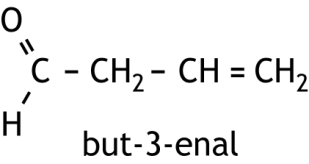 O
C – CH₂ – CH = CH₂
H
but-3-enal